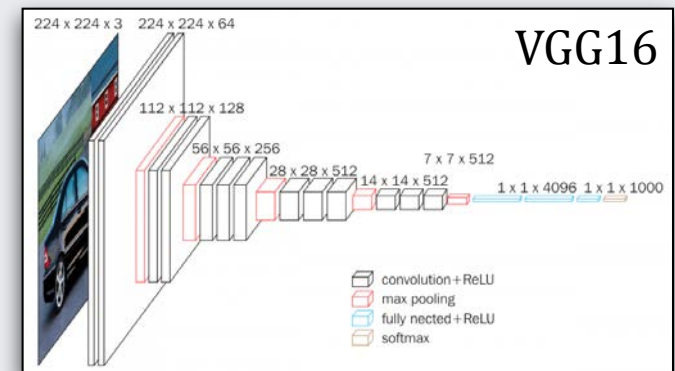 224 x 224 x 3 224 x 224 x 64
VGG16
112 x 112 x 128
56 x 56 x 256
28 x 28 x 512
14 x 14 x 512
7 x 7 x 512
1 x 1 x 4096 1 x 1 x 1000
convolution+ReLU
max pooling
fully nected+ReLU
softmax